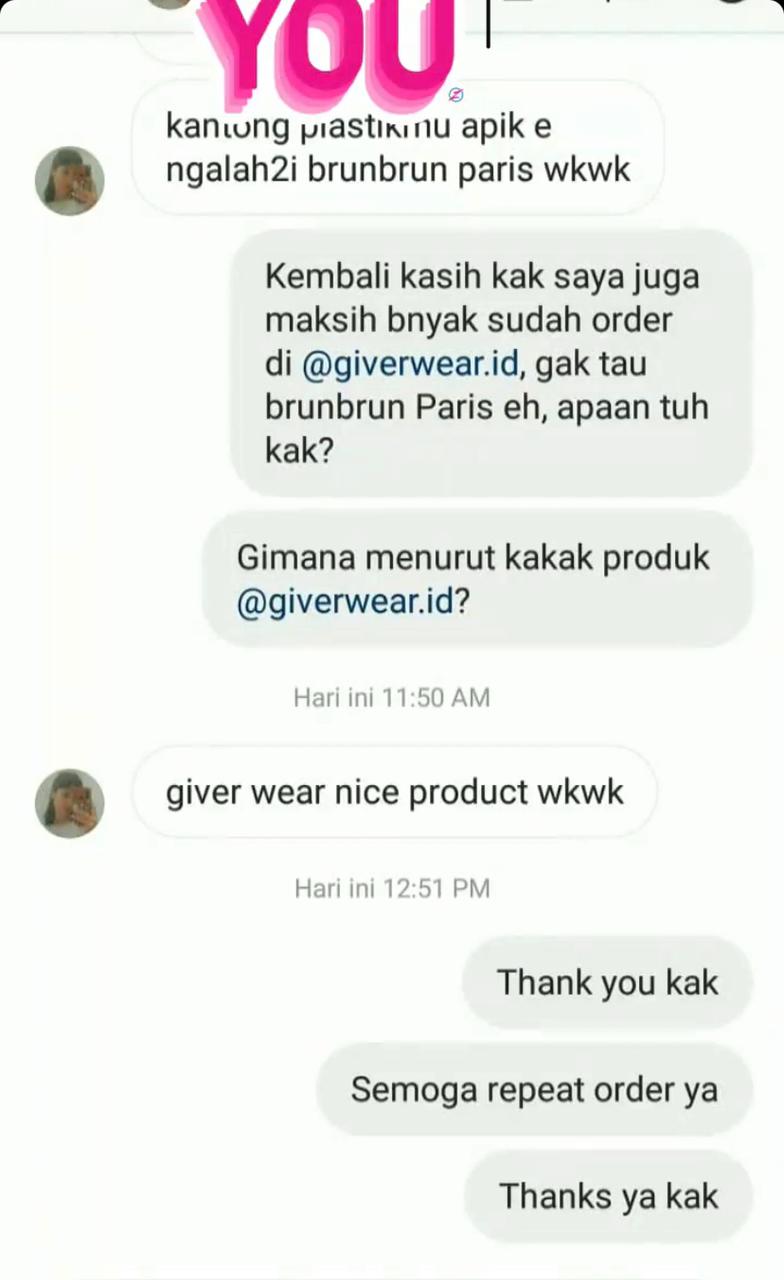 YOU
kantong plastikmu apik e
ngalah2i brunbrun paris wkwk
Kembali kasih kak saya juga
maksih bnyak sudah order
di @giverwear.id, gak tau
brunbrun Paris eh, apaan tuh
kak?
Gimana menurut kakak produk
@giverwear.id?
Hari ini 11:50 AM
giver wear nice product wkwk
Hari ini 12:51 PM
Thank you kak
Semoga repeat order ya
Thanks ya kak